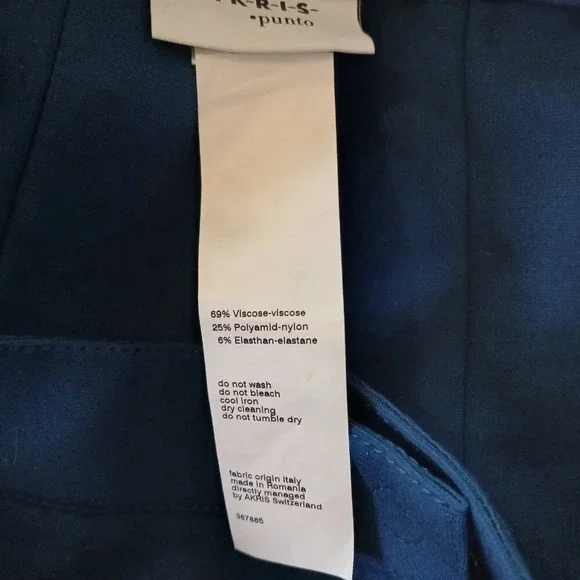 K-R-I-S-
•punto
69% Viscose-viscose
25% Polyamid-nylon
6% Elasthan-elastane
do not wash
do not bleach
cool iron
dry cleaning
do not tumble dry
fabric origin Italy
made in Romania
directly managed
by AKRIS Switzerland
367885